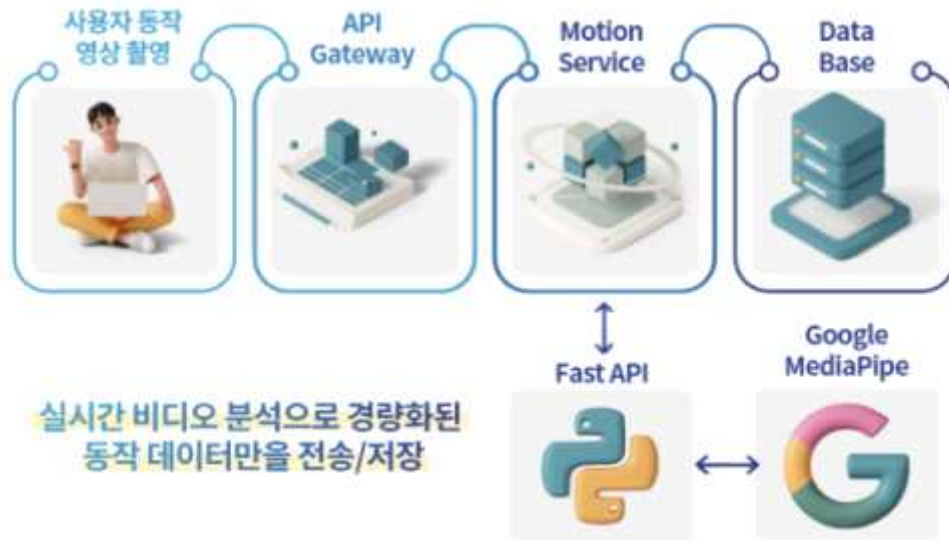 사용자 동작
영상 촬영
API
Gateway
Motion
Service
Data
Base
Fast API
Google
MediaPipe
실시간 비디오 분석으로 경량화된
동작 데이터만을 전송/저장